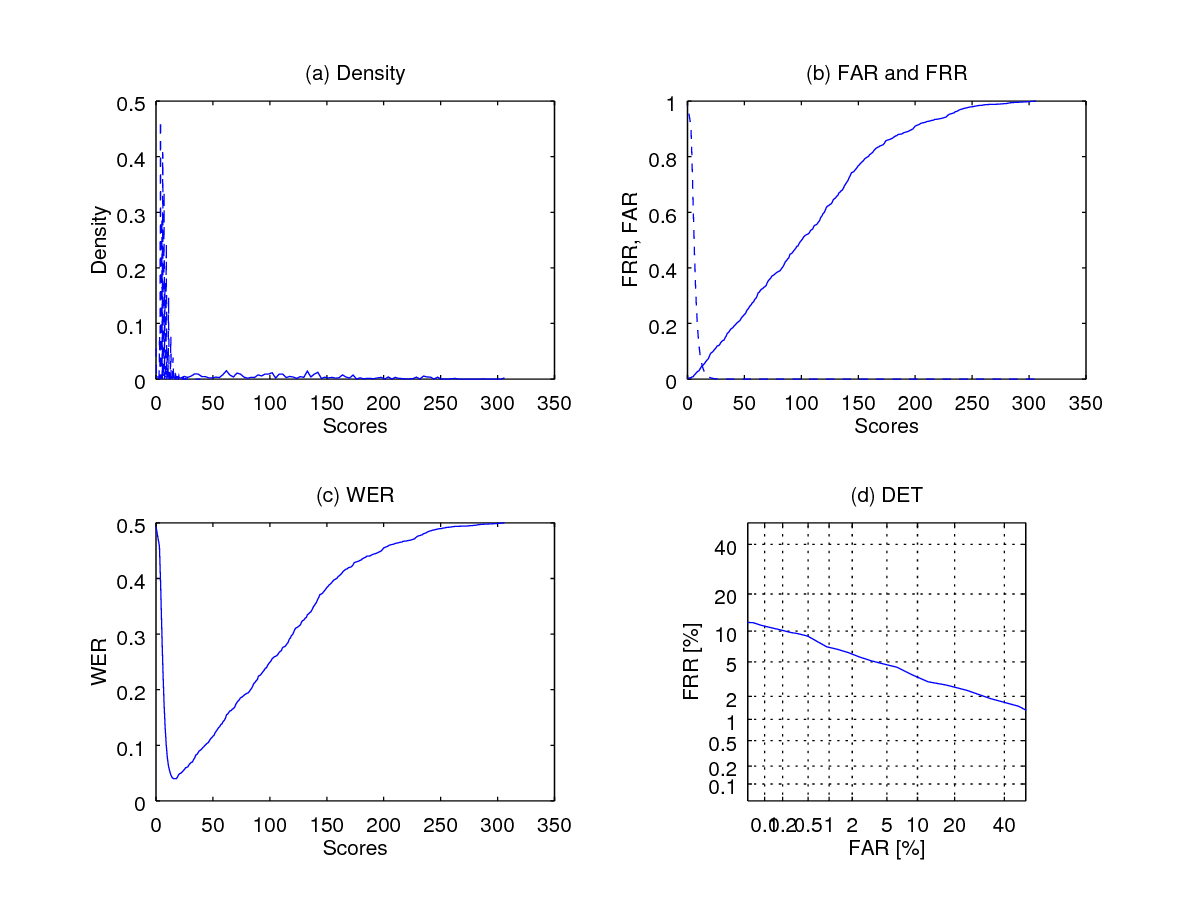 (a) Density
0.5
0.4
0.3
0.2
0.1
0
Density
0 50 100 150 200 250 300 350
Scores
(b) FAR and FRR
1
0.8
0.6
0.4
0.2
0
FRR, FAR
0 50 100 150 200 250 300 350
Scores
(c) WER
0.5
0.4
0.3
0.2
0.1
0
WER
0 50 100 150 200 250 300 350
Scores
(d) DET
40
20
10
5
2
1
0.5
0.2
0.1
FRR [%]
0.1 0.2 0.5 1 2 5 10 20 40
FAR [%]